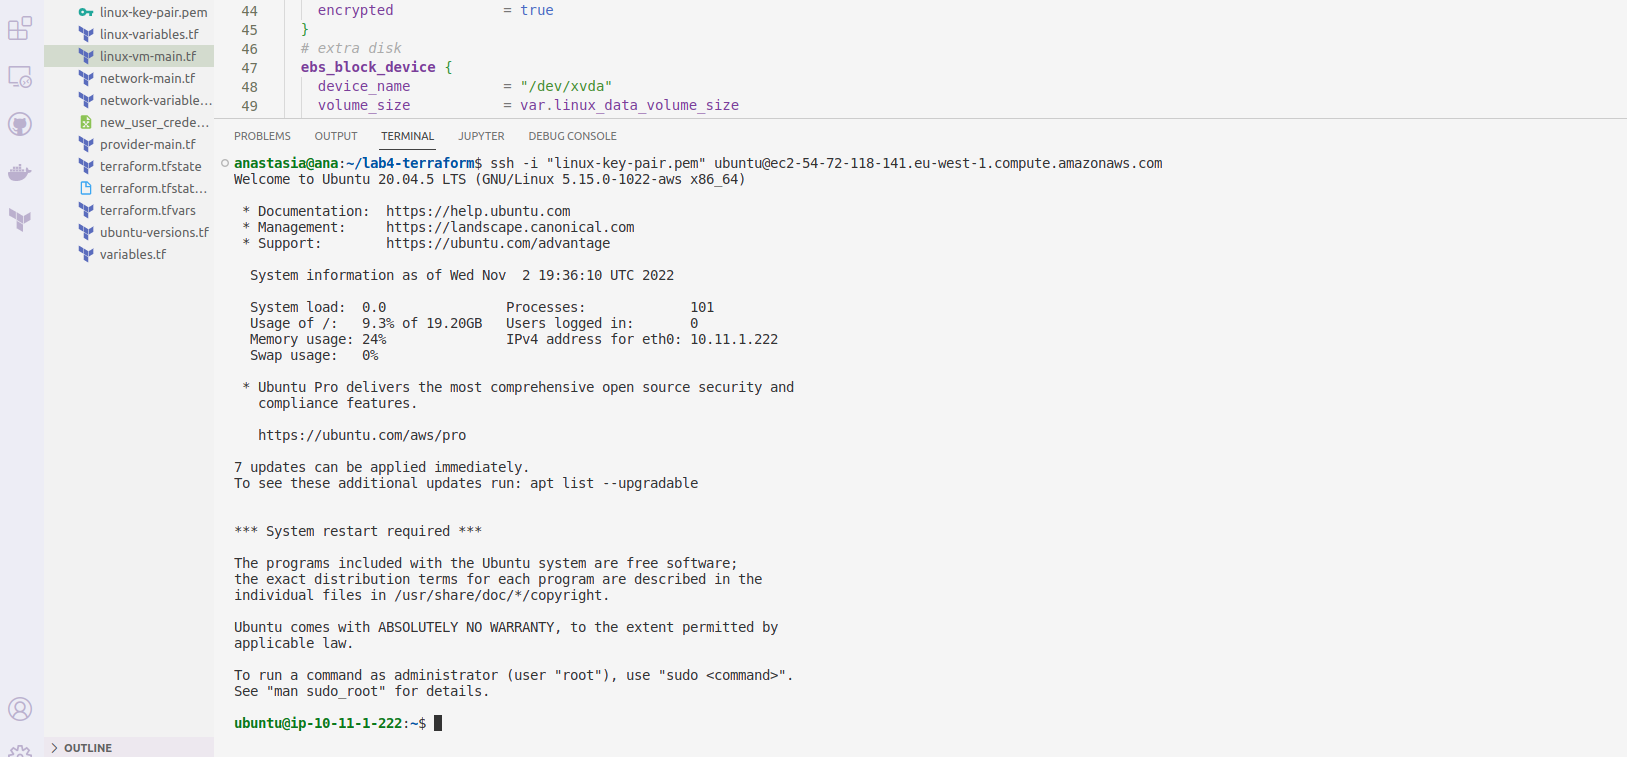 linux-key-pair.pem
linux-variables.tf
linux-vm-main.tf
network-main.tf
network-variable...
new_user_crede...
provider-main.tf
terraform.tfstate
terraform.tfstat...
terraform.tfvars
ubuntu-versions.tf
variables.tf
OUTLINE
44 encrypted = true
45 }
46 # extra disk
47 ebs_block_device {
48 device_name = "/dev/xvda"
49 volume_size = var.linux_data_volume_size
PROBLEMS OUTPUT TERMINAL JUPYTER DEBUG CONSOLE
anastasia@ana:~/lab4-terraform$ ssh -i "linux-key-pair.pem" ubuntu@ec2-54-72-118-141.eu-west-1.compute.amazonaws.com
Welcome to Ubuntu 20.04.5 LTS (GNU/Linux 5.15.0-1022-aws x86_64)
* Documentation: https://help.ubuntu.com
* Management: https://landscape.canonical.com
* Support: https://ubuntu.com/advantage
System information as of Wed Nov 2 19:36:10 UTC 2022
System load: 0.0 Processes: 101
Usage of /: 9.3% of 19.20GB Users logged in: 0
Memory usage: 24% IPv4 address for eth0: 10.11.1.222
Swap usage: 0%
* Ubuntu Pro delivers the most comprehensive open source security and
compliance features.
https://ubuntu.com/aws/pro
7 updates can be applied immediately.
To see these additional updates run: apt list --upgradable
*** System restart required ***
The programs included with the Ubuntu system are free software;
the exact distribution terms for each program are described in the
individual files in /usr/share/doc/*/copyright.
Ubuntu comes with ABSOLUTELY NO WARRANTY, to the extent permitted by
applicable law.
To run a command as administrator (user "root"), use "sudo <command>".
See "man sudo_root" for details.
ubuntu@ip-10-11-1-222:~$